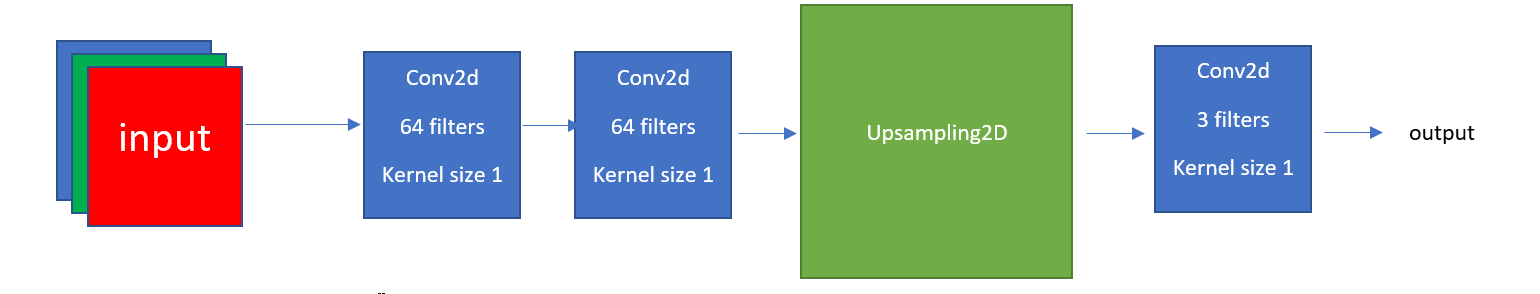 input
Conv2d
64 filters
Kernel size 1
Conv2d
64 filters
Kernel size 1
Upsampling2D
Conv2d
3 filters
Kernel size 1
output